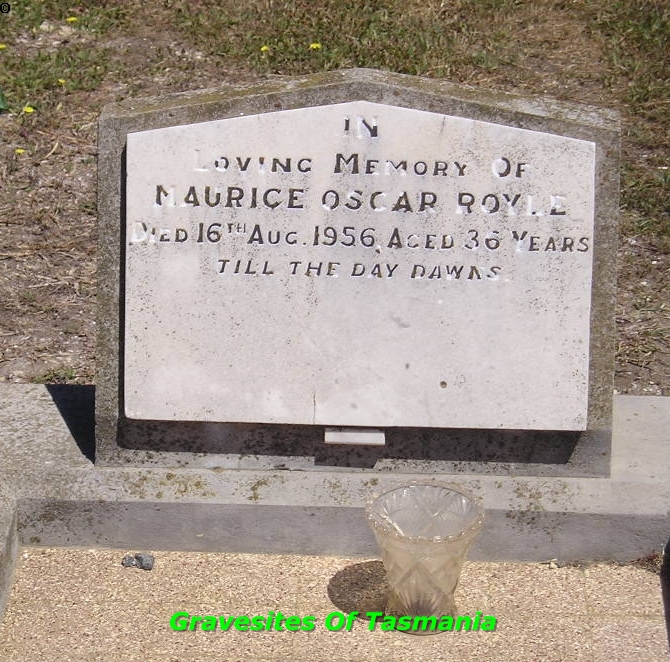 IN
LOVING MEMORY OF
MAURICE OSCAR ROYLE
DIED 16TH AUG. 1956, AGED 36 YEARS
TILL THE DAY DAWNS.
Gravesites Of Tasmania